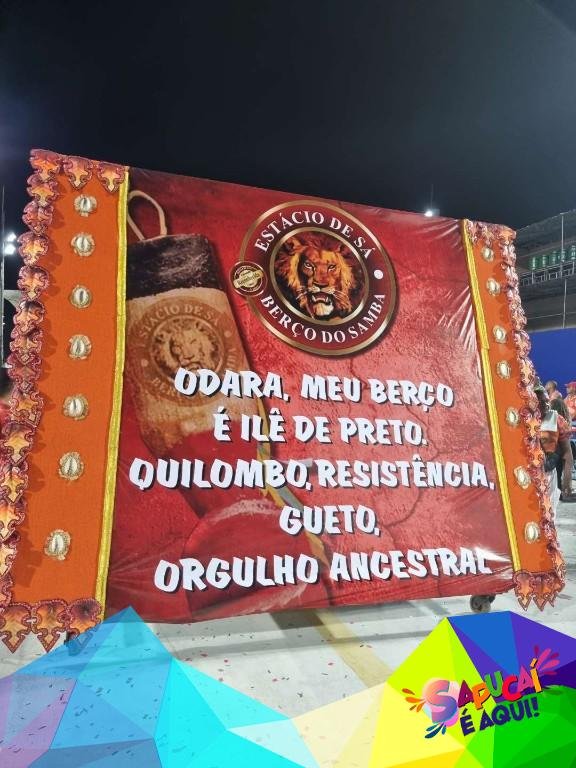 ESTÁCIO DE SÁ
BERÇO DO SAMBA
ESTÁCIO DE SÁ
ODARA, MEU BERÇO
É ILÊ DE PRETO.
QUILOMBO, RESISTÊNCIA,
GUETO,
ORGULHO ANCESTRAL
SAPUCAÍ
É AQUI!